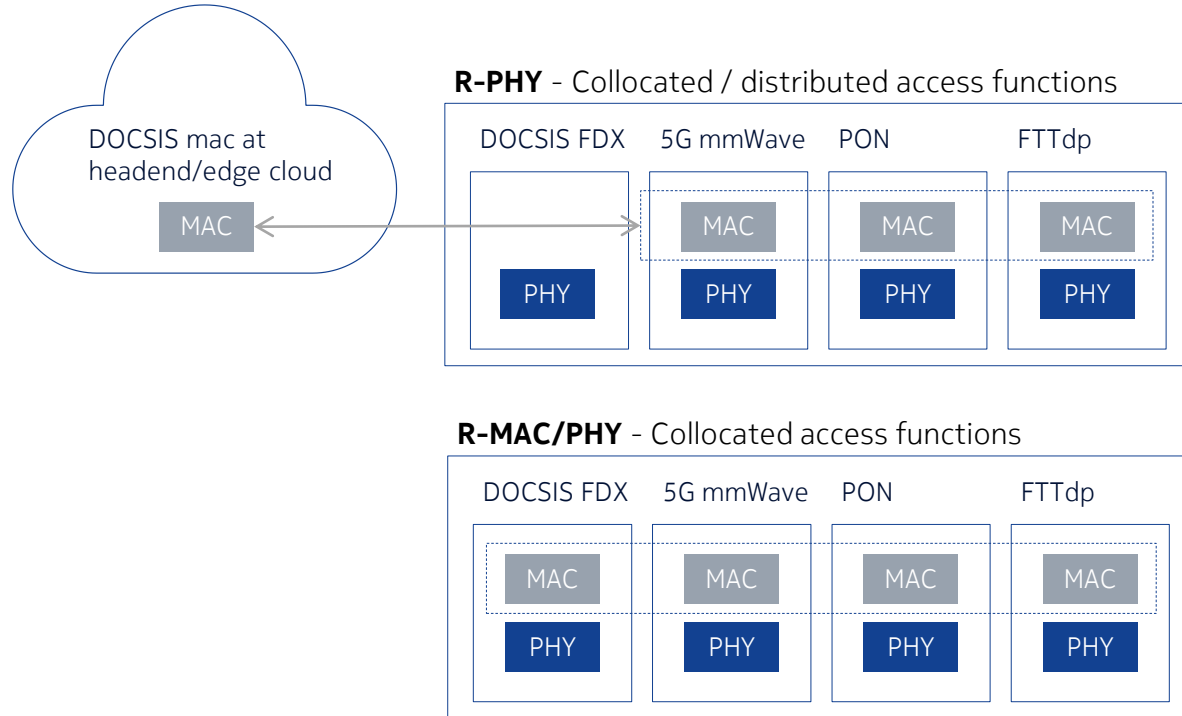 R-PHY - Collocated / distributed access functions
DOCSIS mac at
headend/edge cloud
MAC
DOCSIS FDX
5G mmWave
PON
FTTdp
MAC
MAC
MAC
PHY
PHY
PHY
PHY
R-MAC/PHY - Collocated access functions
DOCSIS FDX
5G mmWave
PON
FTTdp
MAC
MAC
MAC
MAC
PHY
PHY
PHY
PHY